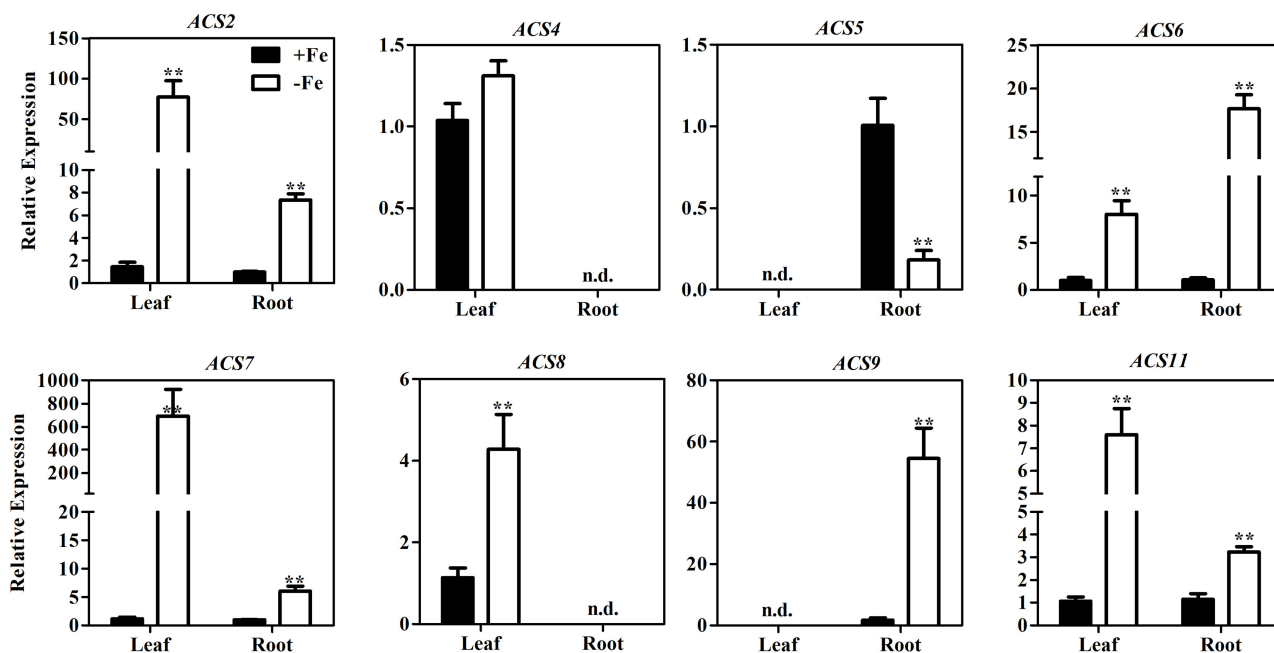 ACS2
Relative Expression
150
100
50
10
8
6
4
2
0
+Fe
-Fe
**
**
Leaf Root
ACS4
1.5
1.0
0.5
0.0
n.d.
Leaf Root
ACS5
1.5
1.0
0.5
0.0
n.d.
**
Leaf Root
ACS6
25
20
15
10
5
0
**
**
Leaf Root
ACS7
Relative Expression
1000
800
600
400
200
20
15
10
5
0
**
**
Leaf Root
ACS8
6
4
2
0
**
n.d.
Leaf Root
ACS9
80
60
40
20
0
n.d.
**
Leaf Root
ACS11
10
9
8
7
6
5
5
4
3
2
1
0
**
**
Leaf Root